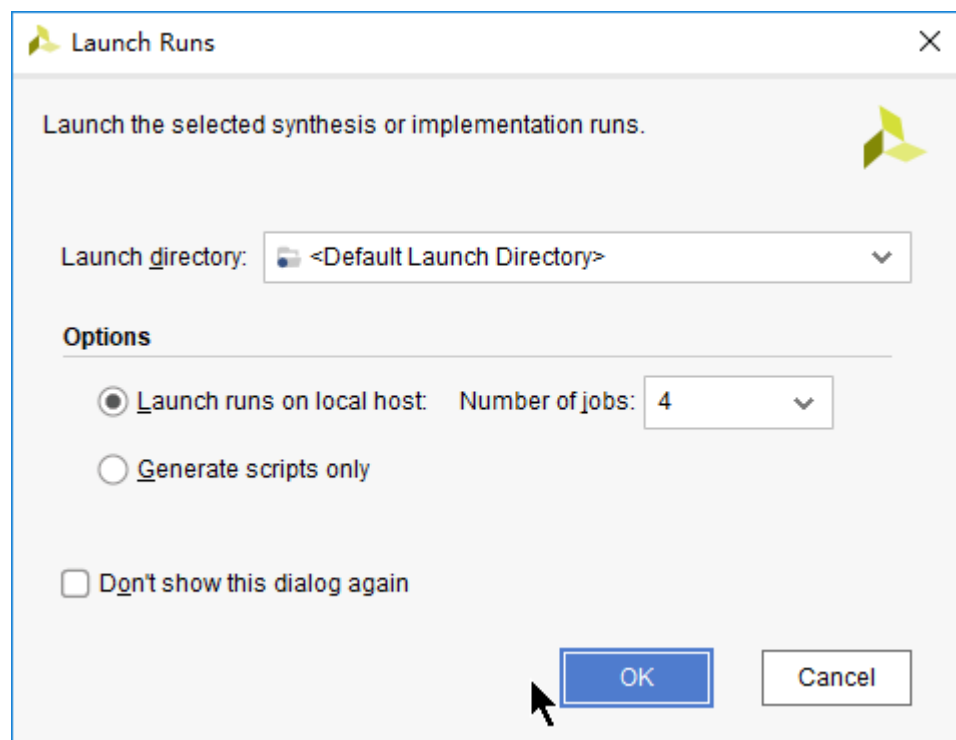 Launch Runs
Launch the selected synthesis or implementation runs.
Launch directory: <Default Launch Directory>
Options
Launch runs on local host: Number of jobs: 4
Generate scripts only
Don't show this dialog again
OK Cancel